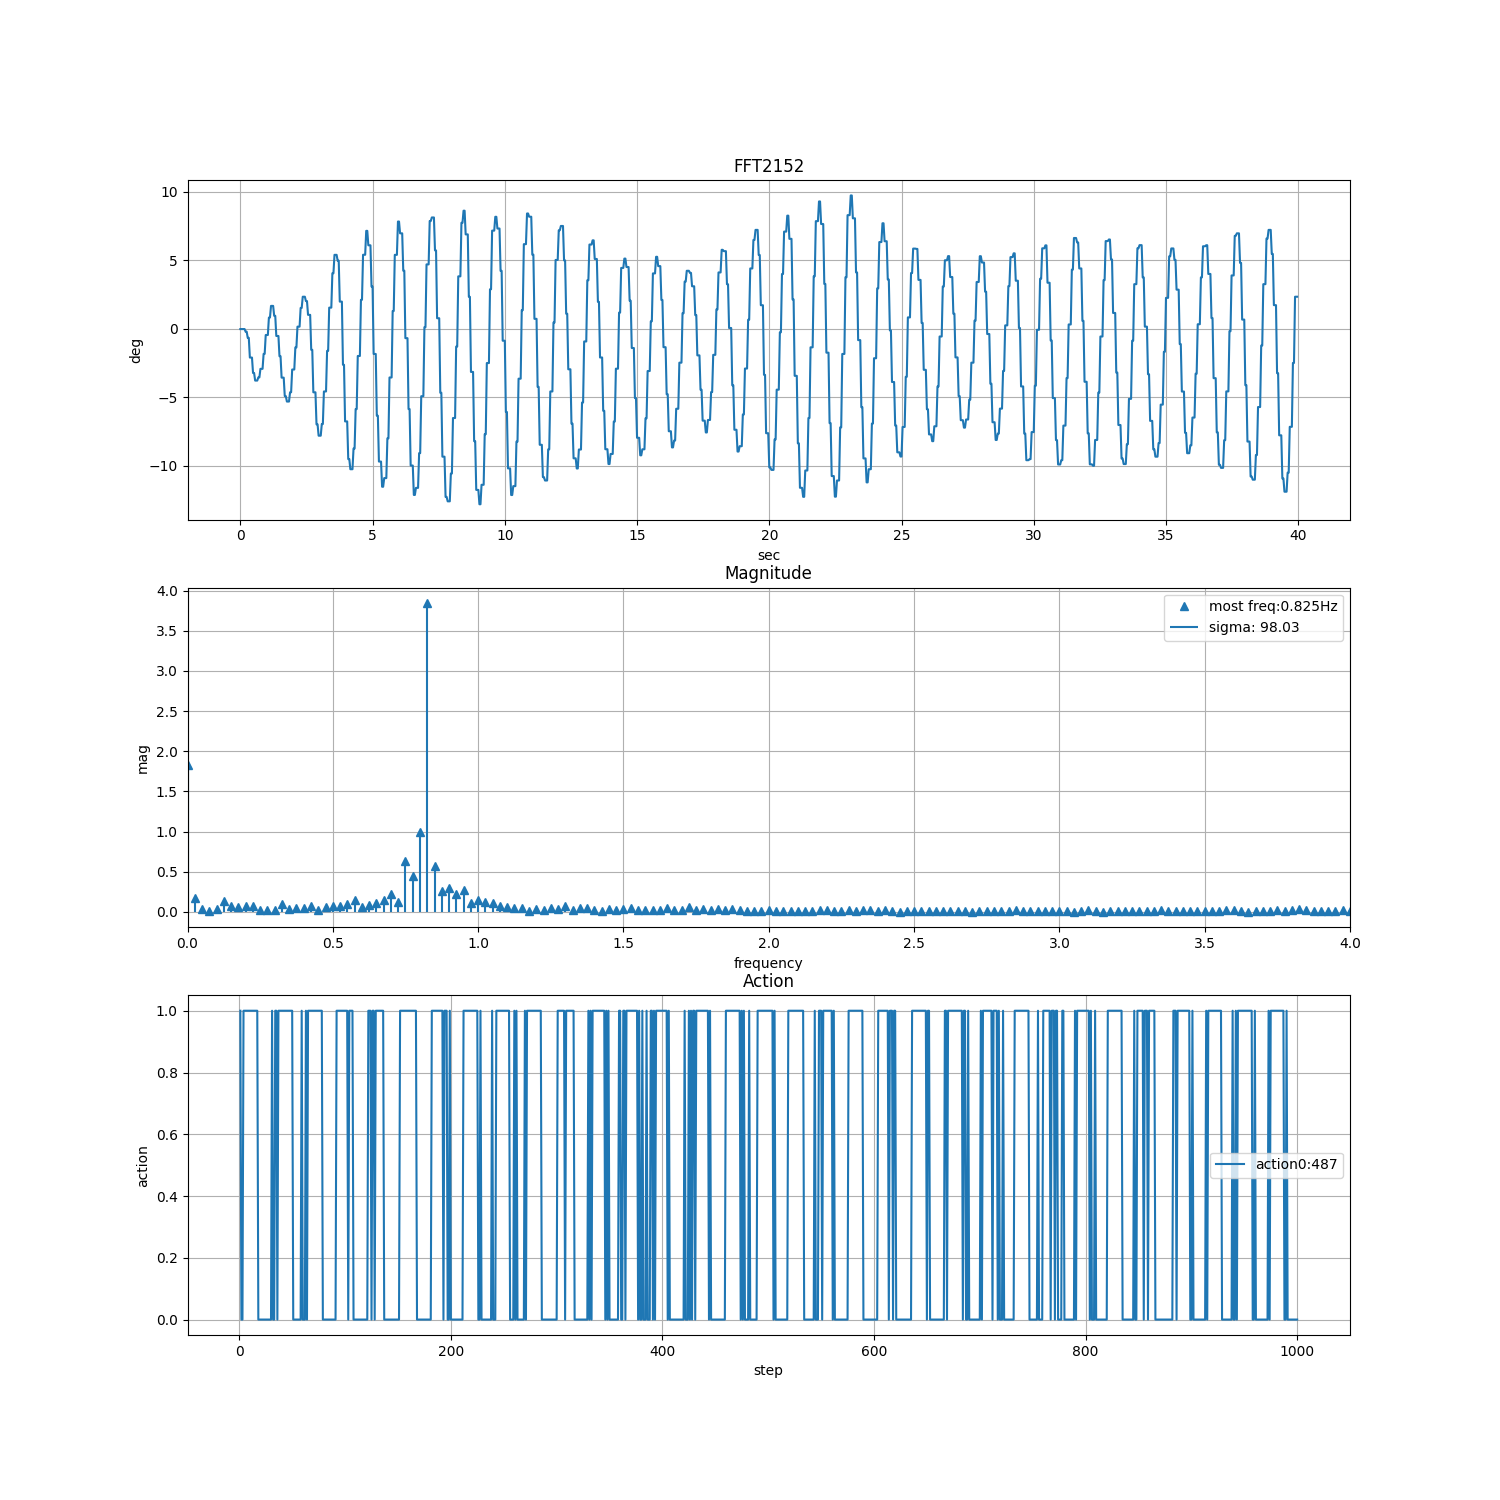 FFT2152
10
5
0
−5
−10
deg
0 5 10 15 20 25 30 35 40
sec
Magnitude
4.0
3.5
3.0
2.5
2.0
1.5
1.0
0.5
0.0
mag
most freq:0.825Hz
sigma: 98.03
0.0 0.5 1.0 1.5 2.0 2.5 3.0 3.5 4.0
frequency
Action
1.0
0.8
0.6
0.4
0.2
0.0
action
action0:487
0 200 400 600 800 1000
step